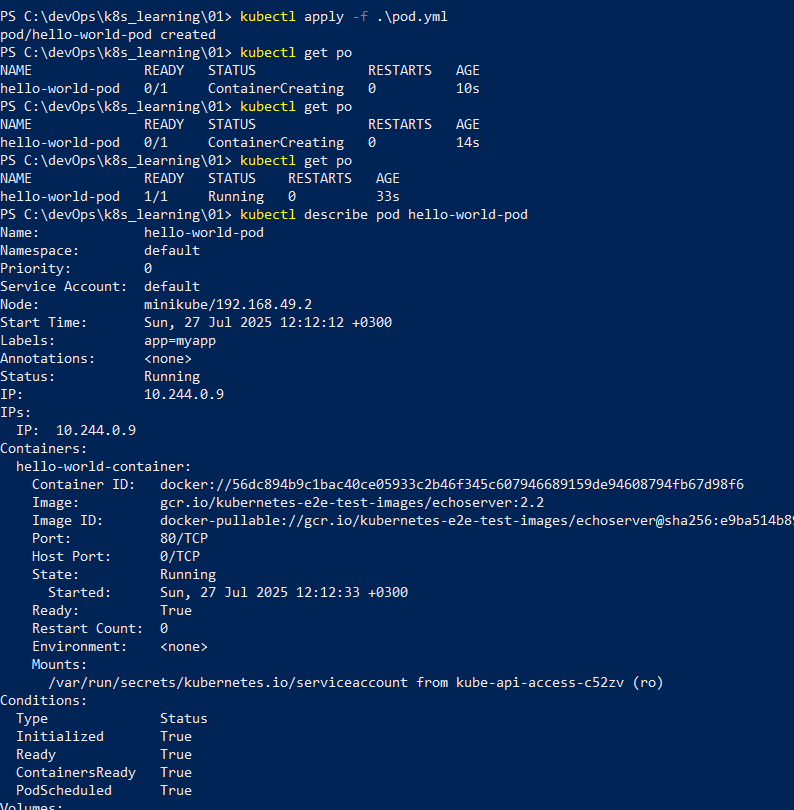 PS C:\devOps\k8s_learning\01> kubectl apply -f .\pod.yml
pod/hello-world-pod created
PS C:\devOps\k8s_learning\01> kubectl get po
NAME              READY   STATUS              RESTARTS   AGE
hello-world-pod   0/1     ContainerCreating   0          10s
PS C:\devOps\k8s_learning\01> kubectl get po
NAME              READY   STATUS              RESTARTS   AGE
hello-world-pod   0/1     ContainerCreating   0          14s
PS C:\devOps\k8s_learning\01> kubectl get po
NAME              READY   STATUS    RESTARTS   AGE
hello-world-pod   1/1     Running   0          33s
PS C:\devOps\k8s_learning\01> kubectl describe pod hello-world-pod
Name:             hello-world-pod
Namespace:        default
Priority:         0
Service Account:  default
Node:             minikube/192.168.49.2
Start Time:       Sun, 27 Jul 2025 12:12:12 +0300
Labels:           app=myapp
Annotations:      <none>
Status:           Running
IP:               10.244.0.9
IPs:
  IP:  10.244.0.9
Containers:
  hello-world-container:
    Container ID:   docker://56dc894b9c1bac40ce05933c2b46f345c607946689159de94608794fb67d98f6
    Image:          gcr.io/kubernetes-e2e-test-images/echoserver:2.2
    Image ID:       docker-pullable://gcr.io/kubernetes-e2e-test-images/echoserver@sha256:e9ba514b89
    Port:           80/TCP
    Host Port:      0/TCP
    State:          Running
      Started:      Sun, 27 Jul 2025 12:12:33 +0300
    Ready:          True
    Restart Count:  0
    Environment:    <none>
    Mounts:
      /var/run/secrets/kubernetes.io/serviceaccount from kube-api-access-c52zv (ro)
Conditions:
  Type              Status
  Initialized       True
  Ready             True
  ContainersReady   True
  PodScheduled      True
Volumes: